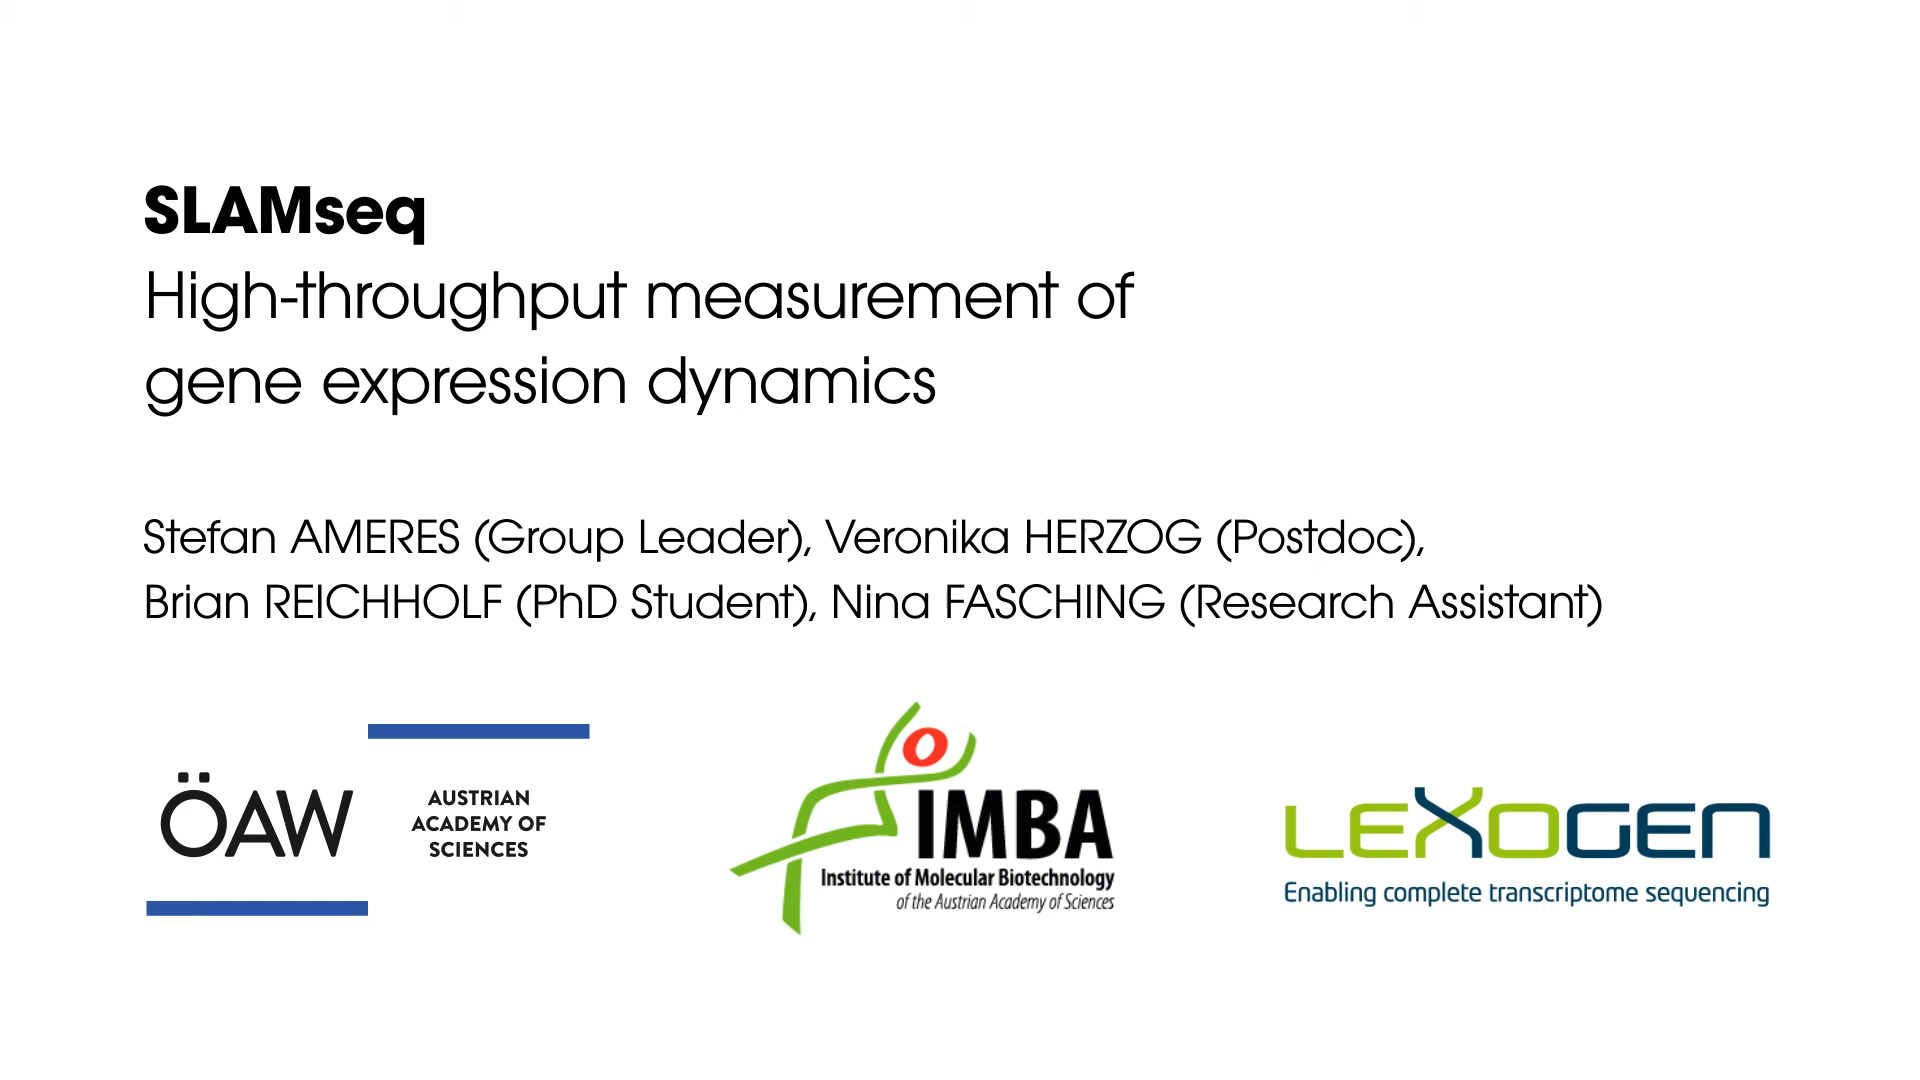 SLAMseq
High-throughput measurement of
gene expression dynamics
Stefan AMERES (Group Leader), Veronika HERZOG (Postdoc),
Brian REICHHOLF (PhD Student), Nina FASCHING (Research Assistant)
ÖAW
AUSTRIAN
ACADEMY OF
SCIENCES
IMBA
Institute of Molecular Biotechnology
of the Austrian Academy of Sciences
LEXOGEN
Enabling complete transcriptome sequencing